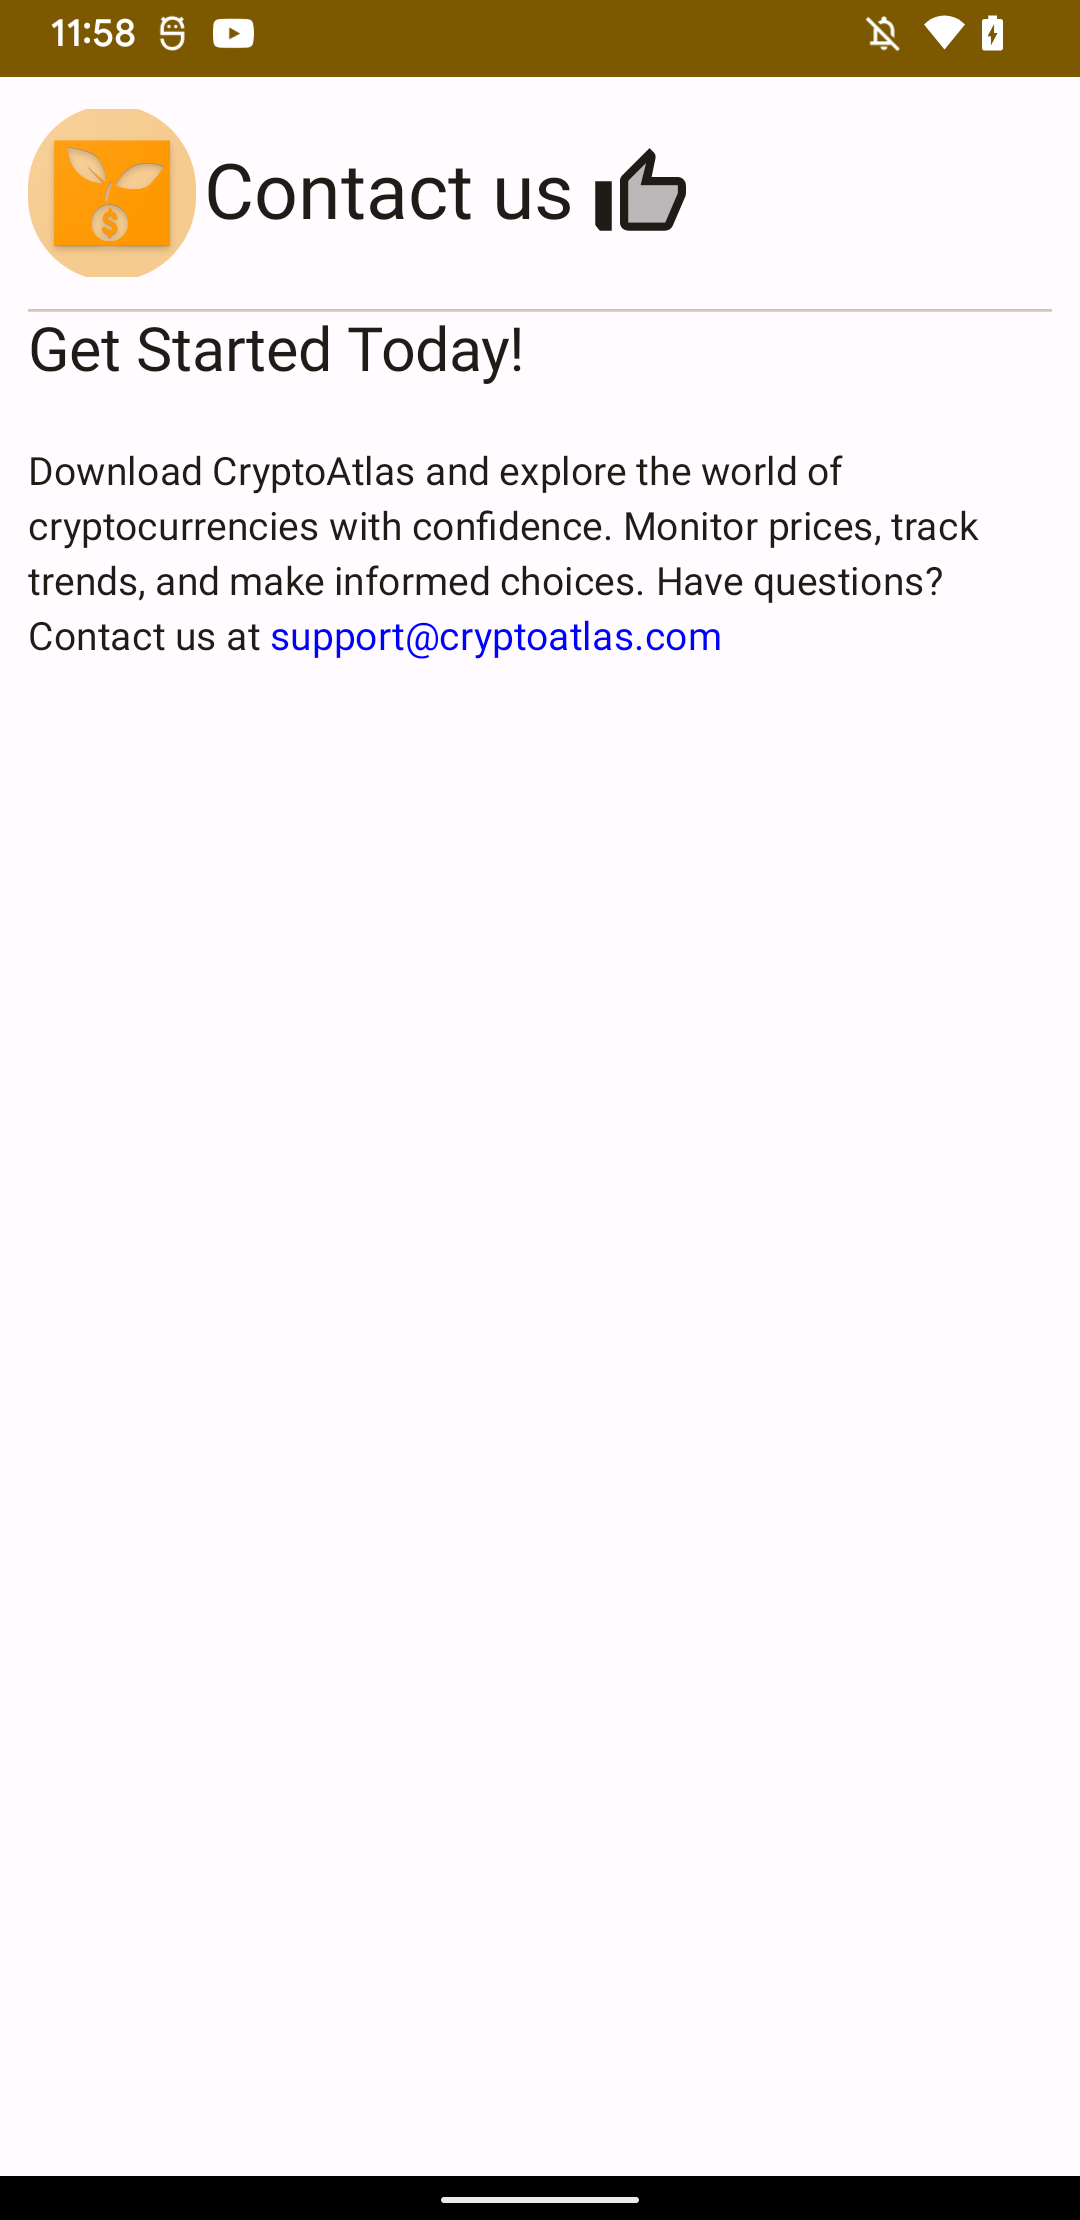 11:58
Contact us
Get Started Today!
Download CryptoAtlas and explore the world of
cryptocurrencies with confidence. Monitor prices, track
trends, and make informed choices. Have questions?
Contact us at support@cryptoatlas.com